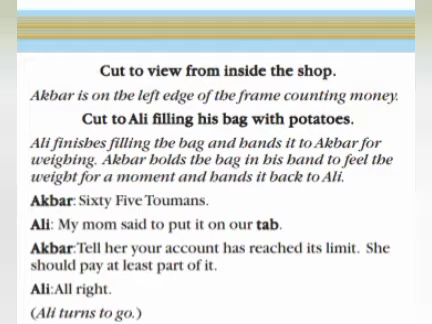 Cut to view from inside the shop.
Akbar is on the left edge of the frame counting money.
Cut to Ali filling his bag with potatoes.
Ali finishes filling the bag and hands it to Akbar for
weighing. Akbar holds the bag in his hand to feel the
weight for a moment and hands it back to Ali.
Akbar: Sixty Five Toumans.
Ali: My mom said to put it on our tab.
Akbar:Tell her your account has reached its limit. She
should pay at least part of it.
Ali:All right.
(Ali turns to go.)